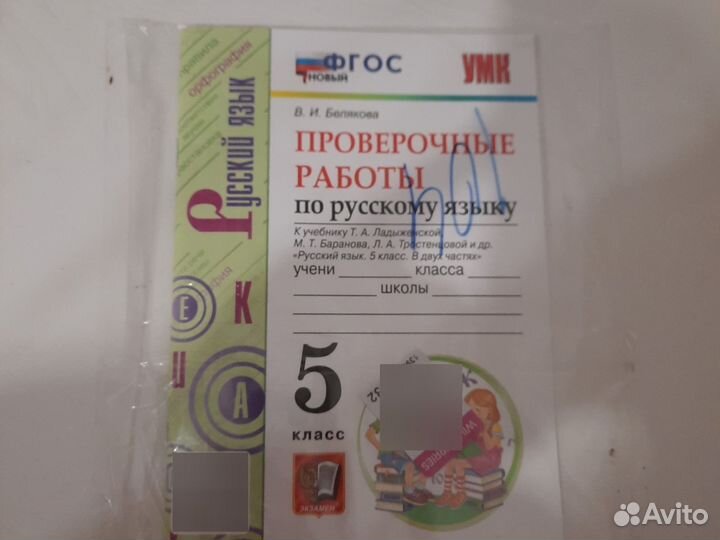 ФГОС
НОВЫЙ
УМК
В. И. Белякова
ПРОВЕРОЧНЫЕ
РАБОТЫ
по русскому языку
К учебнику Т. А. Ладыженской,
М. Т. Баранова, Л. А. Тростенцовой и др.
«Русский язык. 5 класс. В двух частях»
учени класса
школы
5
КЛАСС
ЭКЗАМЕН
Русский язык
правила
орфография
Е
К
А
Avito